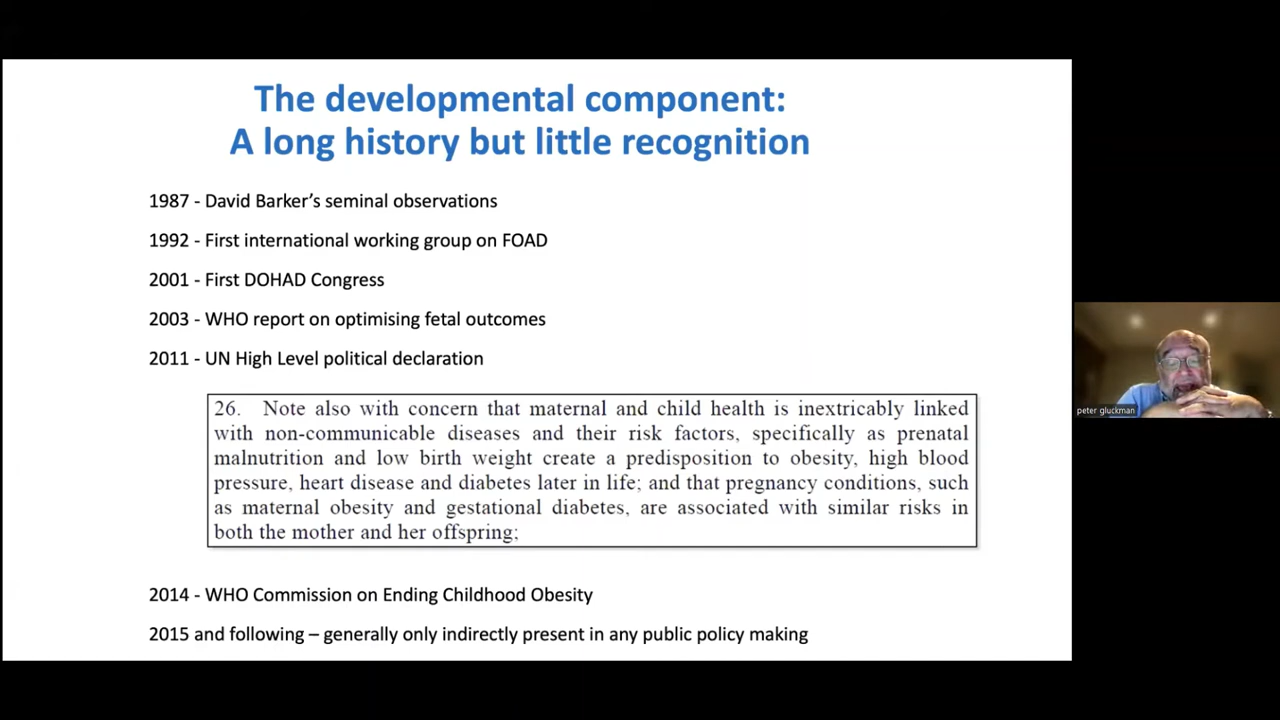 The developmental component:
A long history but little recognition
1987 - David Barker’s seminal observations
1992 - First international working group on FOAD
2001 - First DOHAD Congress
2003 - WHO report on optimising fetal outcomes
2011 - UN High Level political declaration
26. Note also with concern that maternal and child health is inextricably linked
with non-communicable diseases and their risk factors, specifically as prenatal
malnutrition and low birth weight create a predisposition to obesity, high blood
pressure, heart disease and diabetes later in life; and that pregnancy conditions, such
as maternal obesity and gestational diabetes, are associated with similar risks in
both the mother and her offspring;
2014 - WHO Commission on Ending Childhood Obesity
2015 and following – generally only indirectly present in any public policy making
peter gluckman